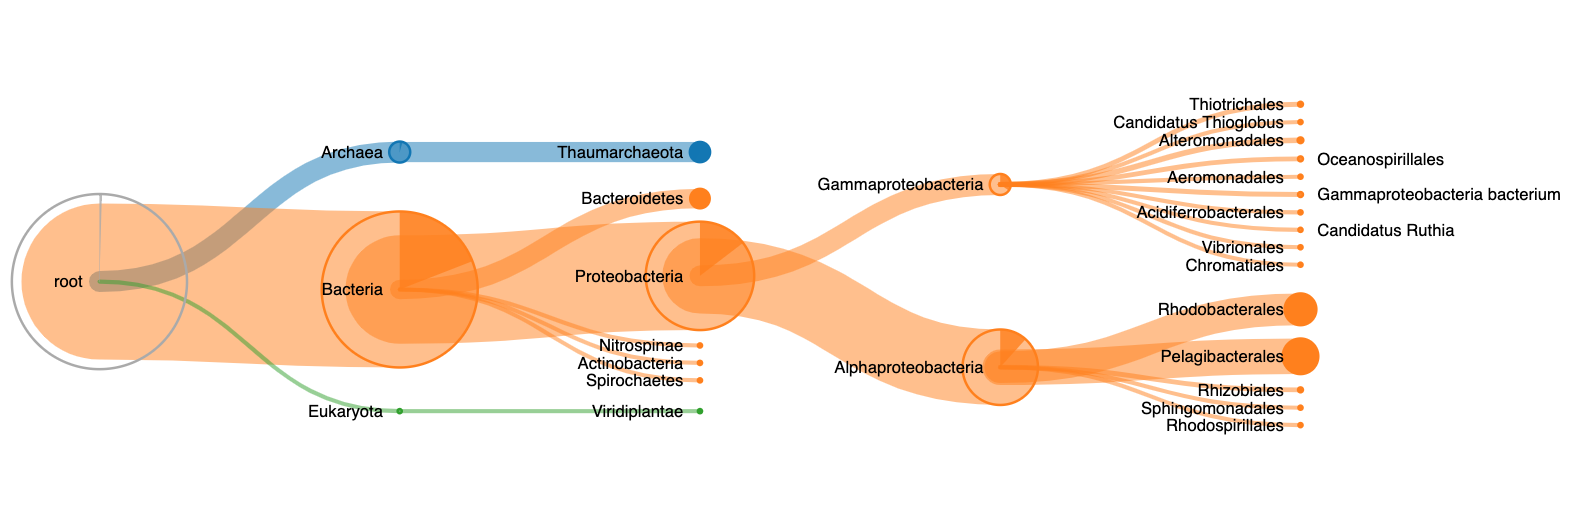 Thiotrichales
Candidatus Thioglobus
Alteromonadales
Archaea
Thaumarchaeota
Oceanospirillales
Aeromonadales
Gammaproteobacteria
Bacteroidetes
Gammaproteobacteria bacterium
Acidiferrobacterales
Candidatus Ruthia
Vibrionales
Chromatiales
root
Bacteria
Proteobacteria
Rhodobacterales
Nitrospinae
Pelagibacterales
Actinobacteria
Alphaproteobacteria
Spirochaetes
Rhizobiales
Eukaryota
Viridiplantae
Sphingomonadales
Rhodospirillales